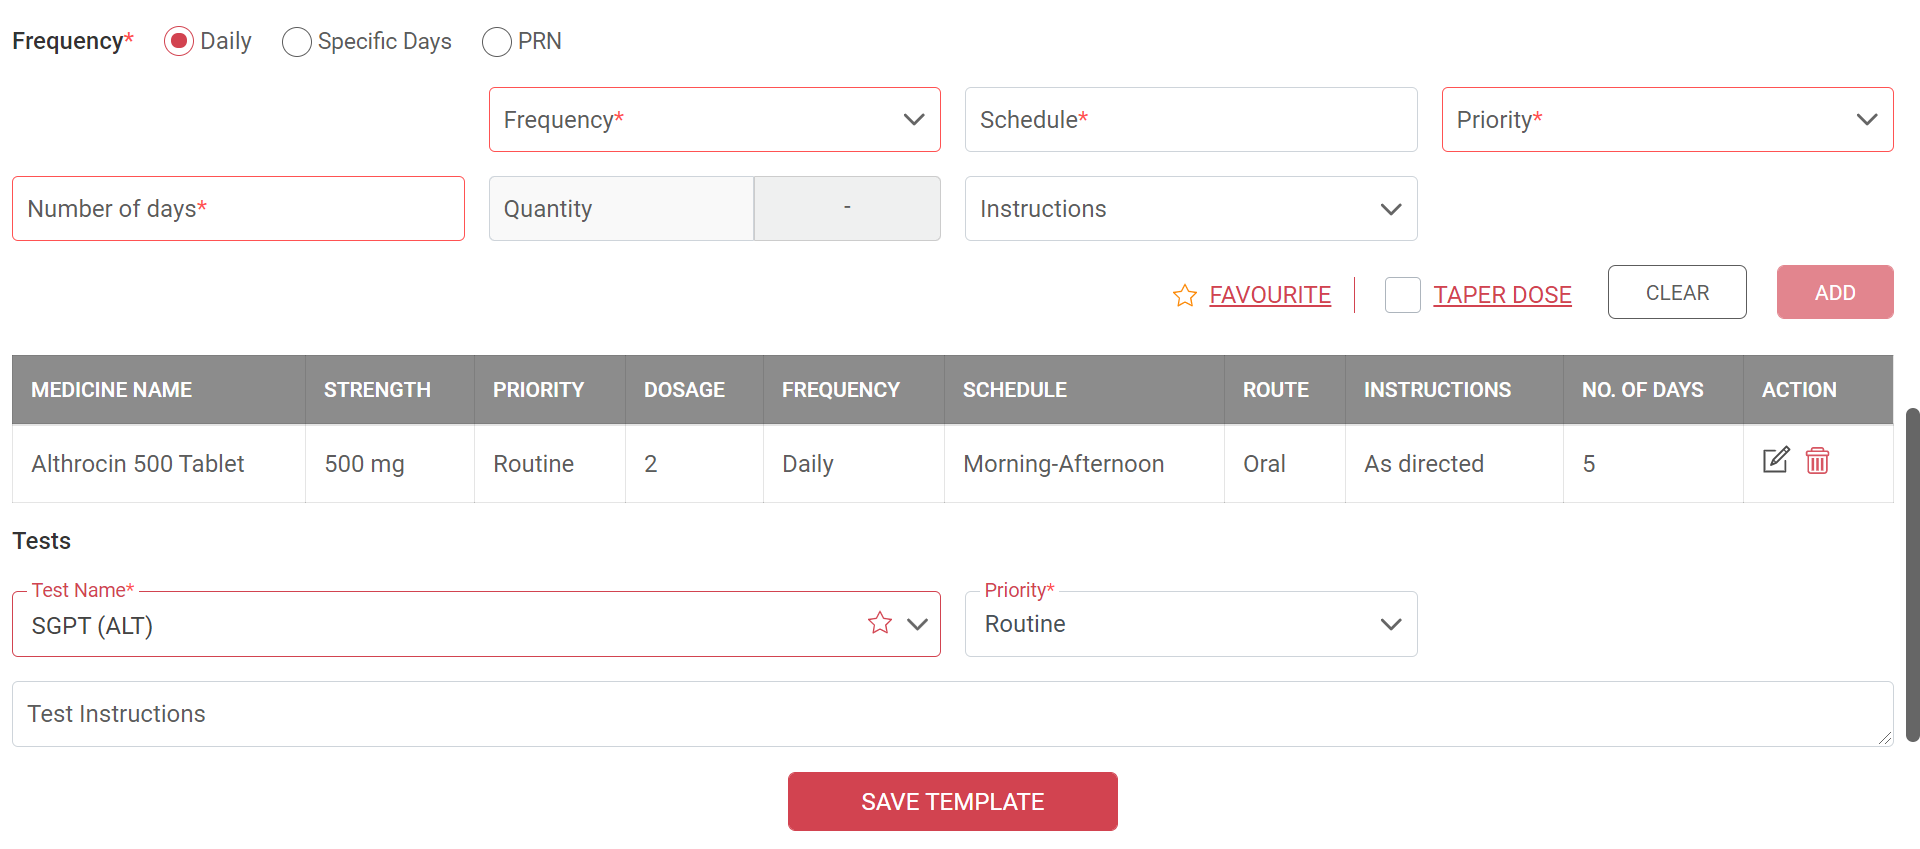 Frequency* Daily Specific Days PRN
Frequency* Schedule* Priority*
Number of days* Quantity - Instructions
FAVOURITE TAPER DOSE CLEAR ADD
MEDICINE NAME STRENGTH PRIORITY DOSAGE FREQUENCY SCHEDULE ROUTE INSTRUCTIONS NO. OF DAYS ACTION
Althrocin 500 Tablet 500 mg Routine 2 Daily Morning-Afternoon Oral As directed 5
Tests
Test Name* Priority*
SGPT (ALT) Routine
Test Instructions
SAVE TEMPLATE